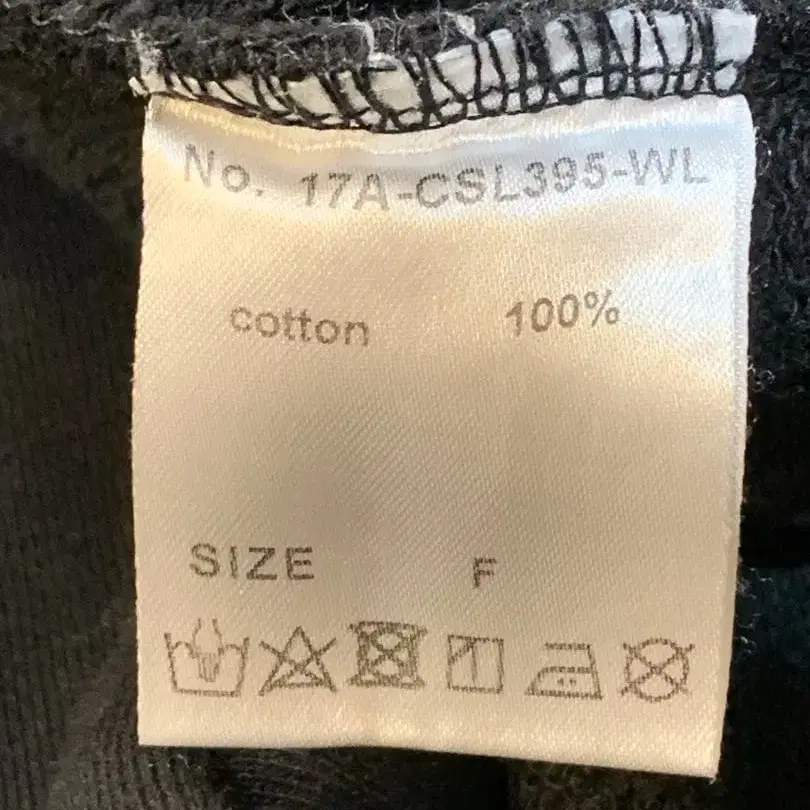 No. 17A-CSL395-WL
cotton 100%
SIZE F